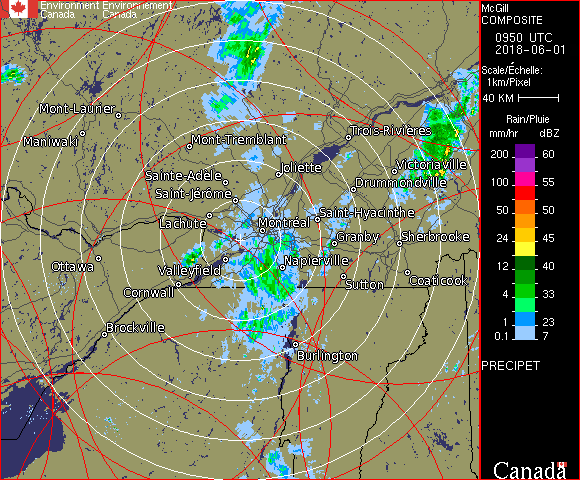 Environment Environnement
Canada Canada
McGill
COMPOSITE
0950 UTC
2018-06-01
Scale/Échelle:
1km/Pixel
40 KM
Rain/Pluie
mm/hr dBZ
200 60
100 55
50 50
24 45
12 40
4 33
1 23
0.1 7
PRECIPET
Canada
Mont-Laurier
Maniwaki
Mont-Tremblant
Trois-Rivières
Sainte-Adèle
Joliette
Victoriaville
Saint-Jérôme
Drummondville
Lachute
Montréal
Saint-Hyacinthe
Granby
Sherbrooke
Ottawa
Valleyfield
Napierville
Cornwall
Sutton
Coaticook
Brockville
Burlington